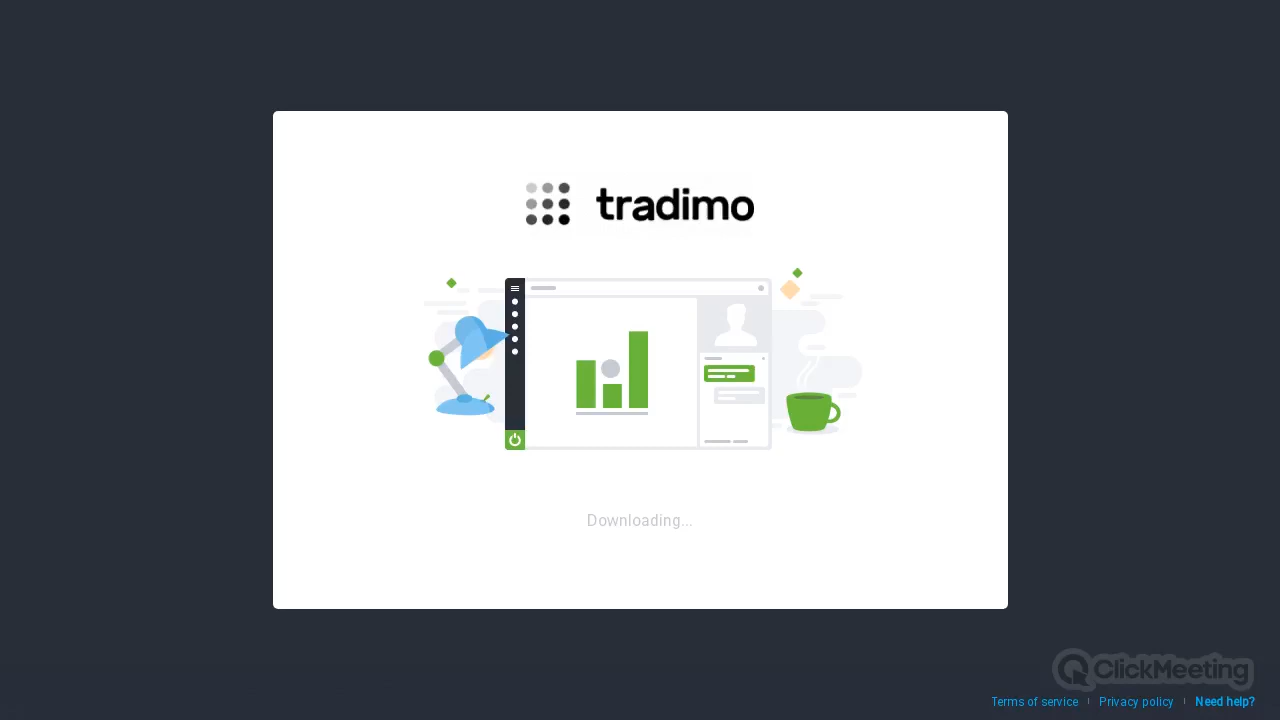 tradimo
Downloading...
ClickMeeting
Terms of service | Privacy policy | Need help?